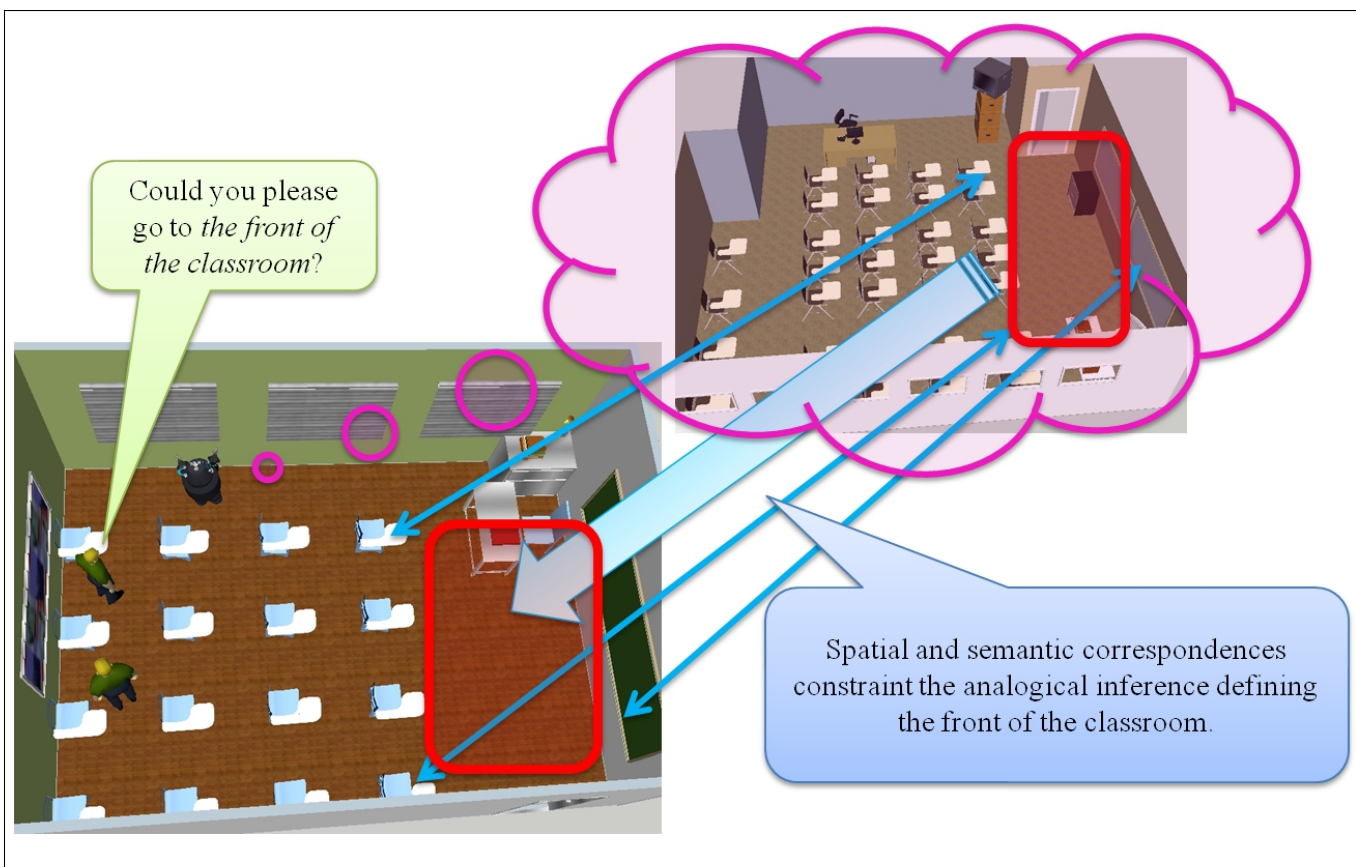 Could you please
go to the front of
the classroom?
Spatial and semantic correspondences
constraint the analogical inference defining
the front of the classroom.